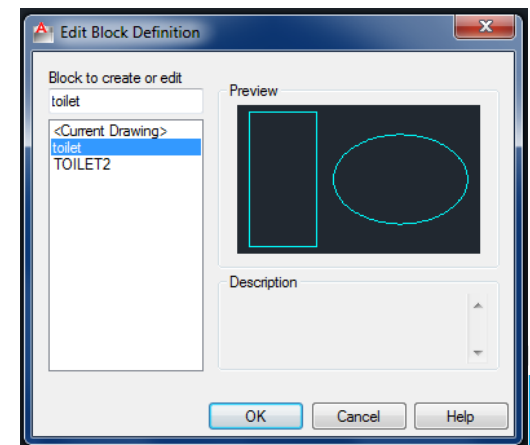 Edit Block Definition
Block to create or edit
toilet
<Current Drawing>
toilet
TOILET2
Preview
Description
OK
Cancel
Help